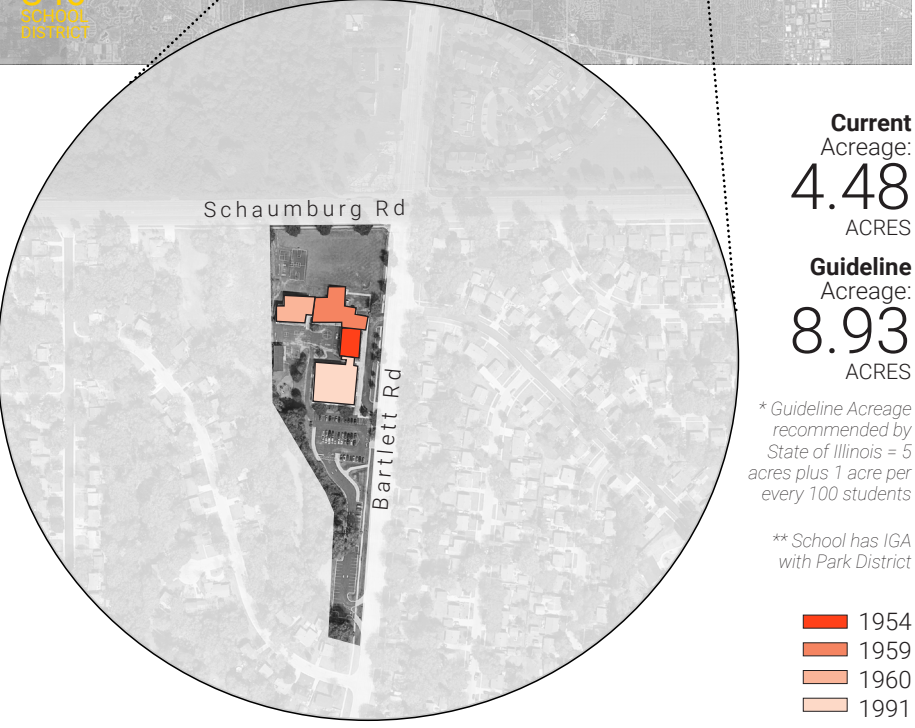 SCHOOL
DISTRICT
Schaumburg Rd
Bartlett Rd
Current
Acreage:
4.48
ACRES
Guideline
Acreage:
8.93
ACRES
* Guideline Acreage
recommended by
State of Illinois = 5
acres plus 1 acre per
every 100 students
** School has IGA
with Park District
1954
1959
1960
1991